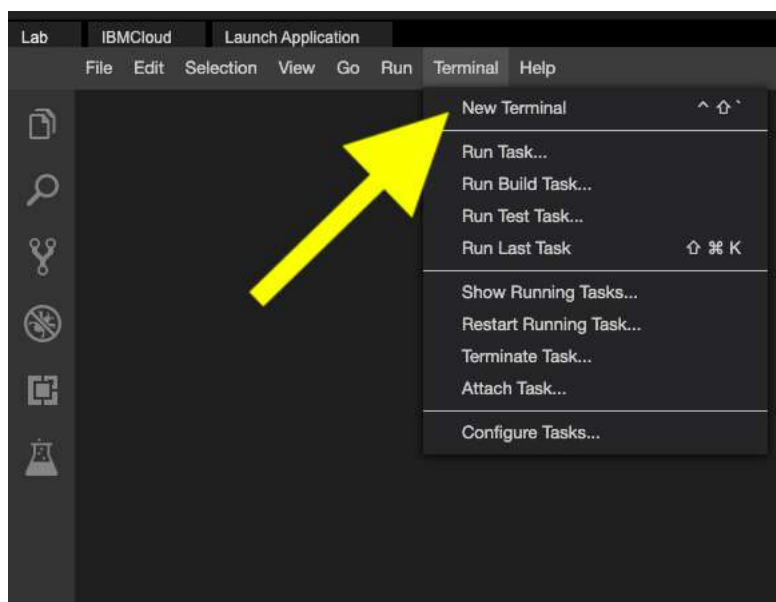 Lab IBMCloud Launch Application
File Edit Selection View Go Run Terminal Help
New Terminal ^ ⇧ `
Run Task...
Run Build Task...
Run Test Task...
Run Last Task ⇧ ⌘ K
Show Running Tasks...
Restart Running Task...
Terminate Task...
Attach Task...
Configure Tasks...